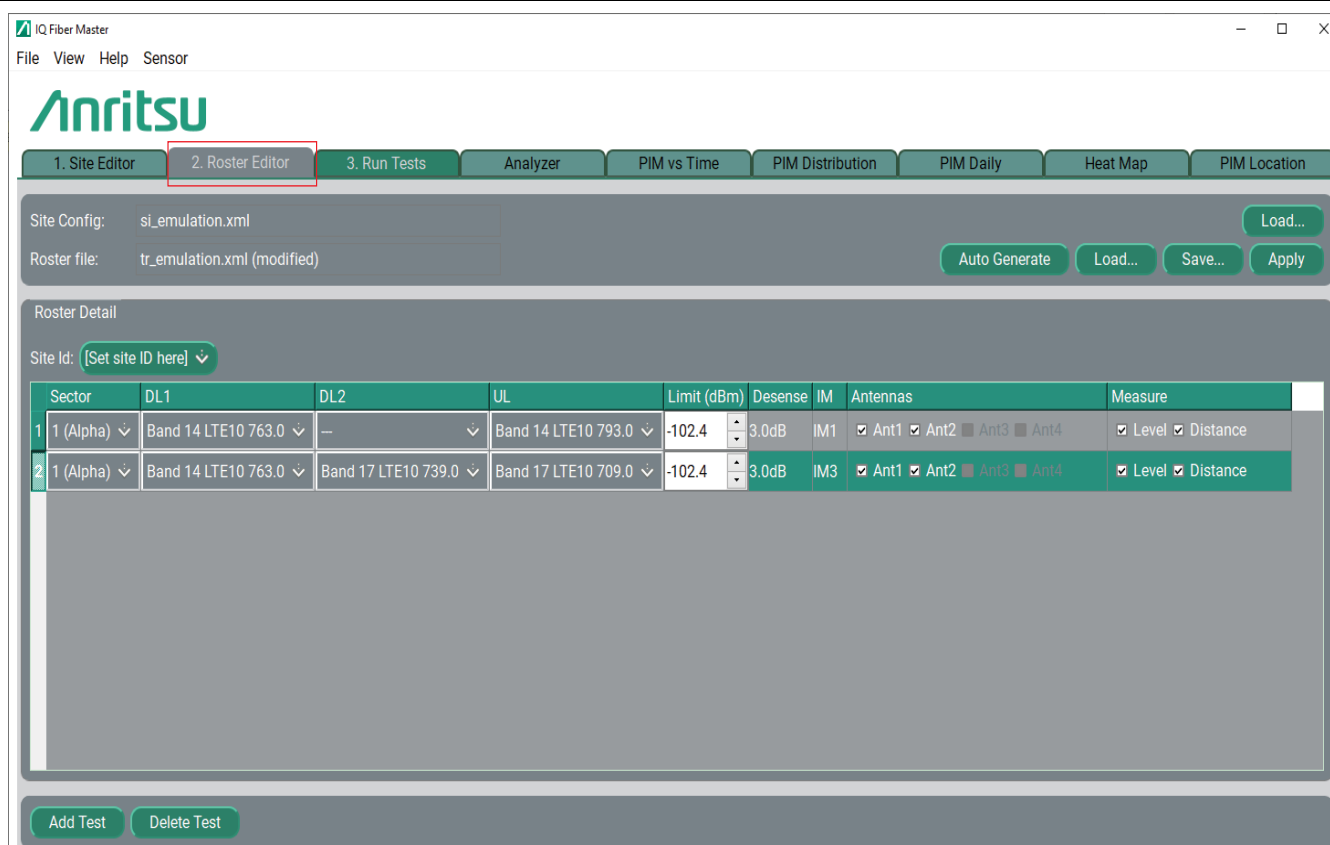 IQ Fiber Master
File View Help Sensor
Anritsu
1. Site Editor 2. Roster Editor 3. Run Tests Analyzer PIM vs Time PIM Distribution PIM Daily Heat Map PIM Location
Site Config: si_emulation.xml Load...
Roster file: tr_emulation.xml (modified) Auto Generate Load... Save... Apply
Roster Detail
Site Id: [Set site ID here]
Sector DL1 DL2 UL Limit (dBm) Desense IM Antennas Measure
1 1 (Alpha) Band 14 LTE10 763.0 --- Band 14 LTE10 793.0 -102.4 3.0dB IM1 Ant1 Ant2 Ant3 Ant4 Level Distance
2 1 (Alpha) Band 14 LTE10 763.0 Band 17 LTE10 739.0 Band 17 LTE10 709.0 -102.4 3.0dB IM3 Ant1 Ant2 Ant3 Ant4 Level Distance
Add Test Delete Test